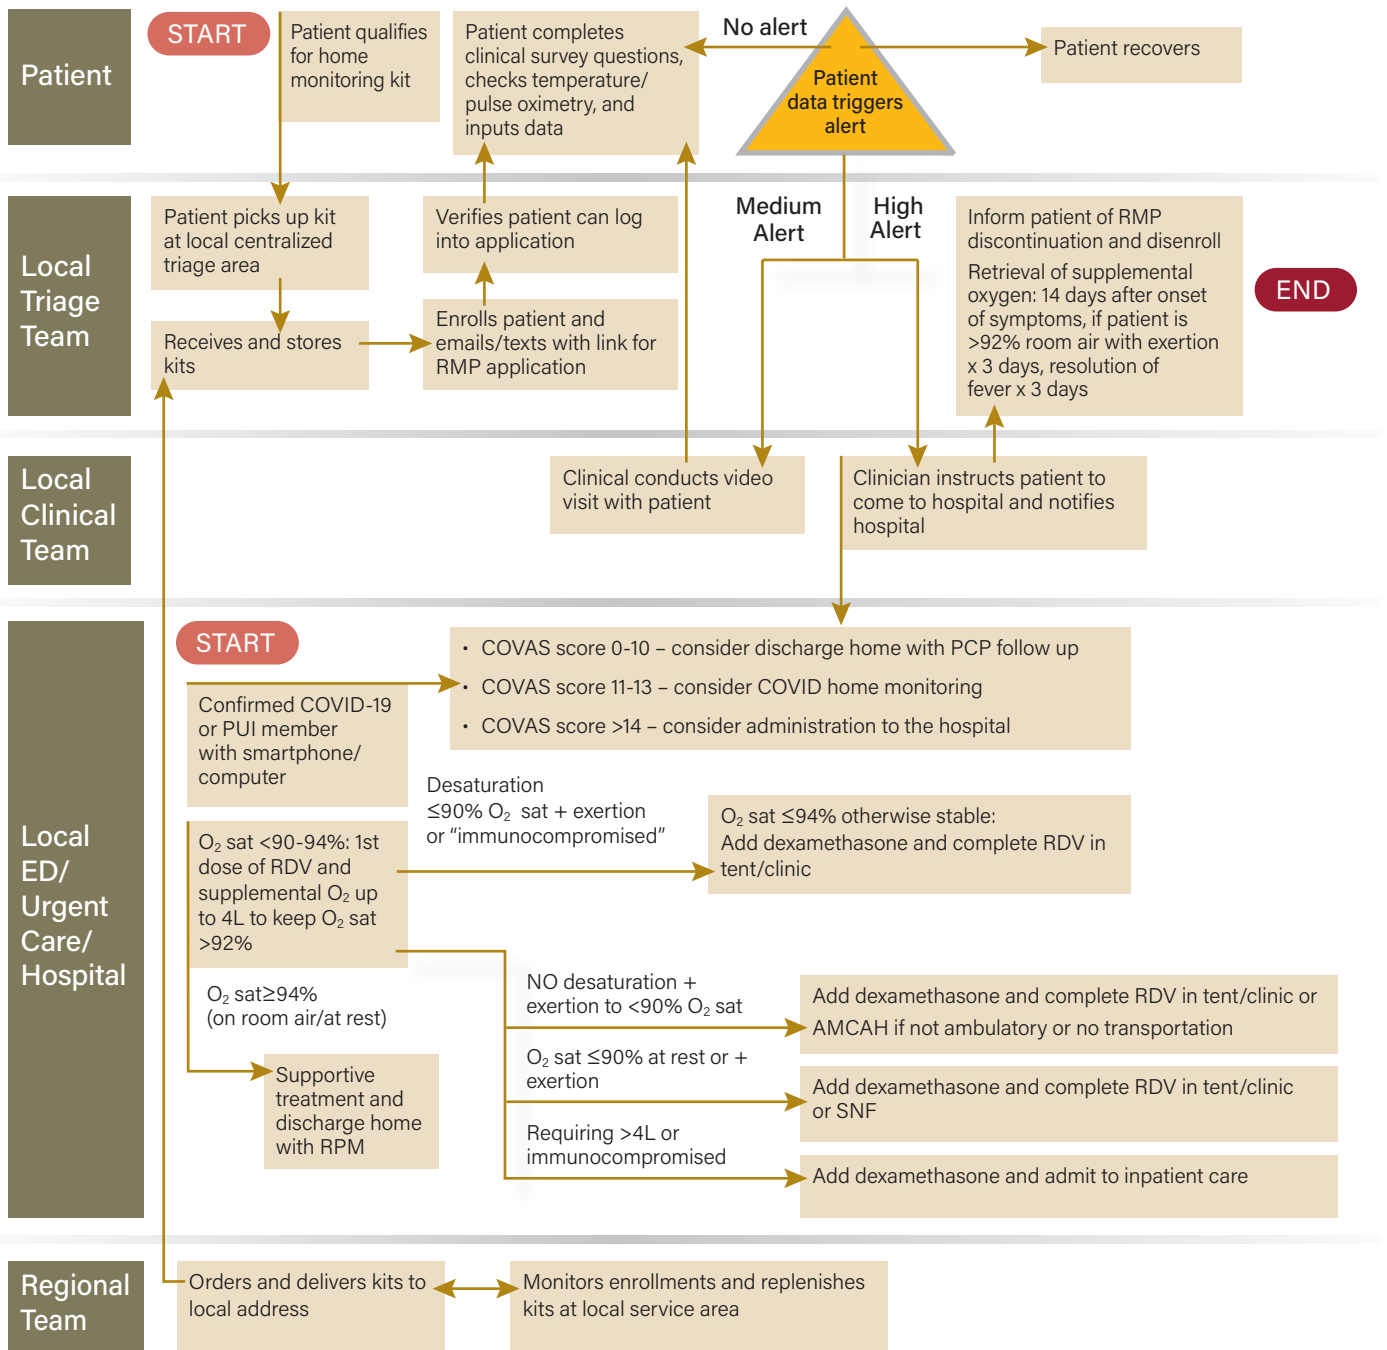 Patient
START
Patient qualifies
for home
monitoring kit
Patient completes
clinical survey questions,
checks temperature/
pulse oximetry, and
inputs data
No alert
Patient
data triggers
alert
Patient recovers
Local
Triage
Team
Patient picks up kit
at local centralized
triage area
Receives and stores
kits
Verifies patient can log
into application
Enrolls patient and
emails/texts with link for
RMP application
Medium
Alert
High
Alert
Inform patient of RMP
discontinuation and disenroll
Retrieval of supplemental
oxygen: 14 days after onset
of symptoms, if patient is
>92% room air with exertion
x 3 days, resolution of
fever x 3 days
END
Local
Clinical
Team
Clinical conducts video
visit with patient
Clinician instructs patient to
come to hospital and notifies
hospital
Local
ED/
Urgent
Care/
Hospital
START
Confirmed COVID-19
or PUI member
with smartphone/
computer
• COVAS score 0-10 – consider discharge home with PCP follow up
• COVAS score 11-13 – consider COVID home monitoring
• COVAS score >14 – consider administration to the hospital
O₂ sat <90-94%: 1st
dose of RDV and
supplemental O₂ up
to 4L to keep O₂ sat
>92%
Desaturation
≤90% O₂ sat + exertion
or “immunocompromised”
O₂ sat ≤94% otherwise stable:
Add dexamethasone and complete RDV in
tent/clinic
O₂ sat≥94%
(on room air/at rest)
Supportive
treatment and
discharge home
with RPM
NO desaturation +
exertion to <90% O₂ sat
Add dexamethasone and complete RDV in tent/clinic or
AMCAH if not ambulatory or no transportation
O₂ sat ≤90% at rest or +
exertion
Add dexamethasone and complete RDV in tent/clinic
or SNF
Requiring >4L or
immunocompromised
Add dexamethasone and admit to inpatient care
Regional
Team
Orders and delivers kits to
local address
Monitors enrollments and replenishes
kits at local service area